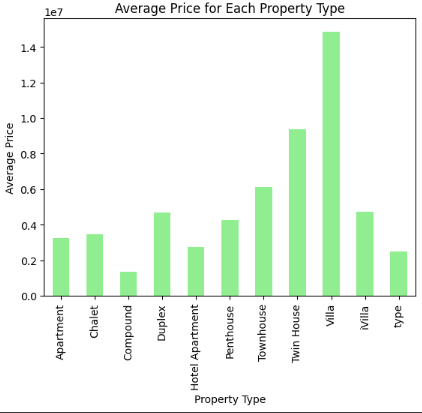 Average Price for Each Property Type
1e7
1.4
1.2
1.0
0.8
0.6
0.4
0.2
0.0
Average Price
Apartment
Chalet
Compound
Duplex
Hotel Apartment
Penthouse
Townhouse
Twin House
Villa
iVilla
type
Property Type